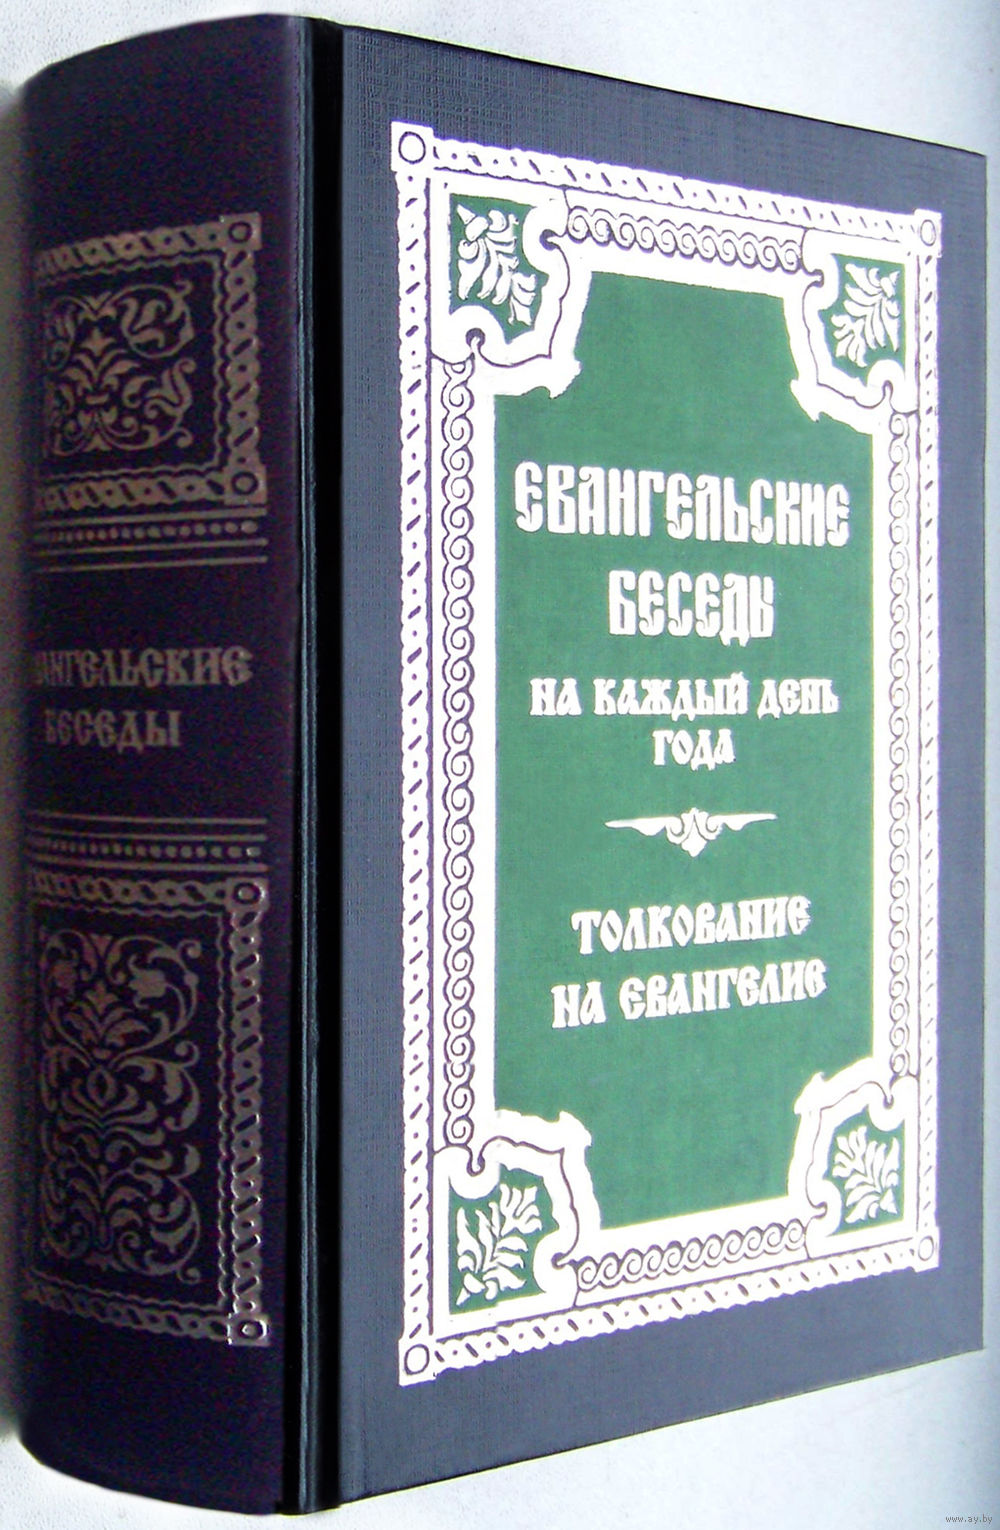 ЕВАНГЕЛЬСКИЕ
БЕСЕДЫ
НА КАЖДЫЙ ДЕНЬ
ГОДА
ТОЛКОВАНИЕ
НА ЕВАНГЕЛИЕ
ЕВАНГЕЛЬСКИЕ
БЕСЕДЫ
www.ay.by